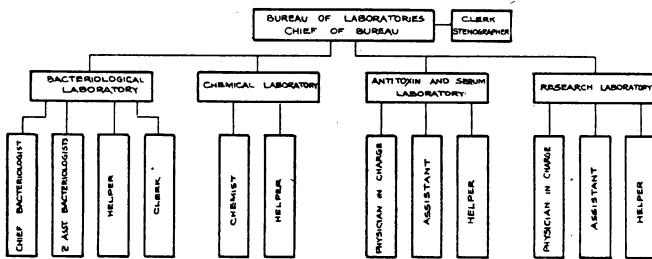 BUREAU OF LABORATORIES
CHIEF OF BUREAU
CLERK
STENOGRAPHER
BACTERIOLOGICAL
LABORATORY
CHEMICAL LABORATORY
ANTITOXIN AND SERUM
LABORATORY
RESEARCH LABORATORY
CHIEF BACTERIOLOGIST
2 ASST BACTERIOLOGISTS
HELPER
CLERK
CHEMIST
HELPER
PHYSICIAN IN CHARGE
ASSISTANT
HELPER
PHYSICIAN IN CHARGE
ASSISTANT
HELPER